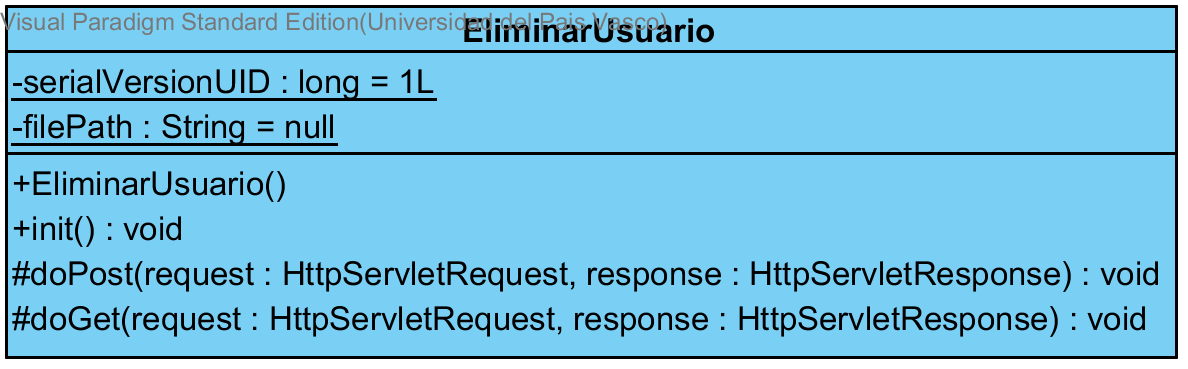 Visual Paradigm Standard Edition(Universidad del Pais Vasco)
EliminarUsuario
-serialVersionUID : long = 1L
-filePath : String = null
+EliminarUsuario()
+init() : void
#doPost(request : HttpServletRequest, response : HttpServletResponse) : void
#doGet(request : HttpServletRequest, response : HttpServletResponse) : void